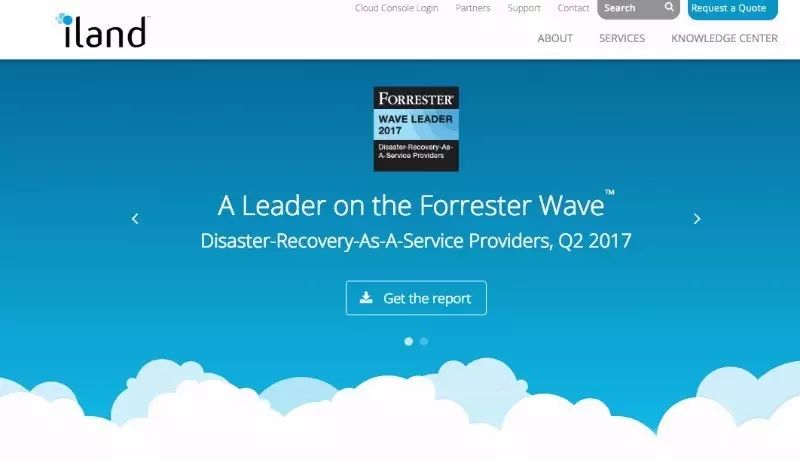 Cloud Console Login Partners Support Contact Search Request a Quote
iland
ABOUT SERVICES KNOWLEDGE CENTER
FORRESTER
WAVE LEADER
2017
Disaster-Recovery-As-
A-Service Providers
A Leader on the Forrester Wave™
Disaster-Recovery-As-A-Service Providers, Q2 2017
Get the report